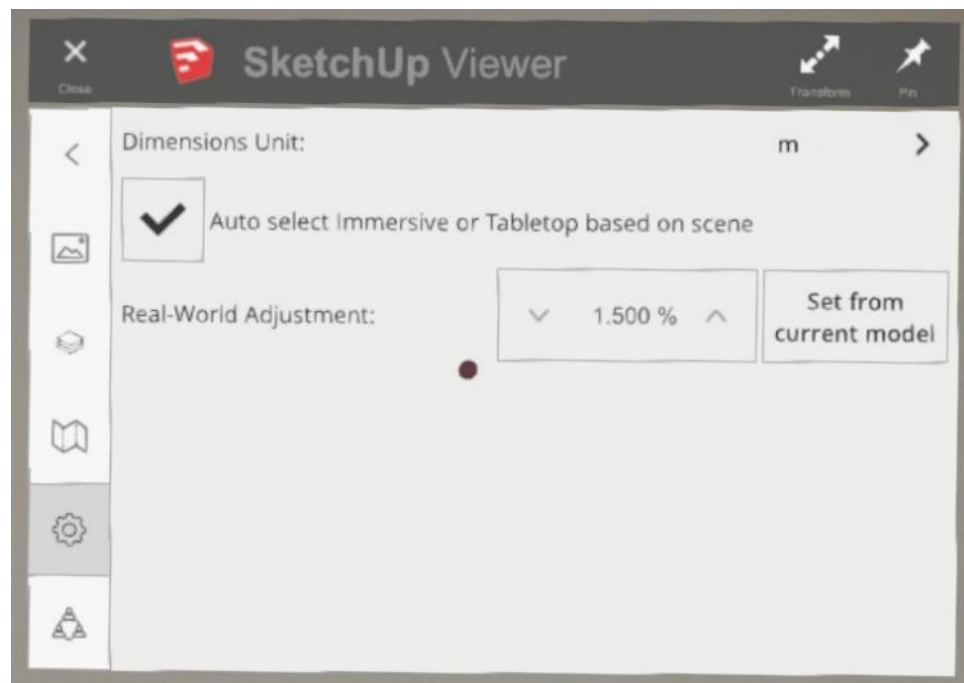 SketchUp Viewer
Close
Transform
Pin
Dimensions Unit:
m
Auto select Immersive or Tabletop based on scene
Real-World Adjustment:
1.500 %
Set from
current model